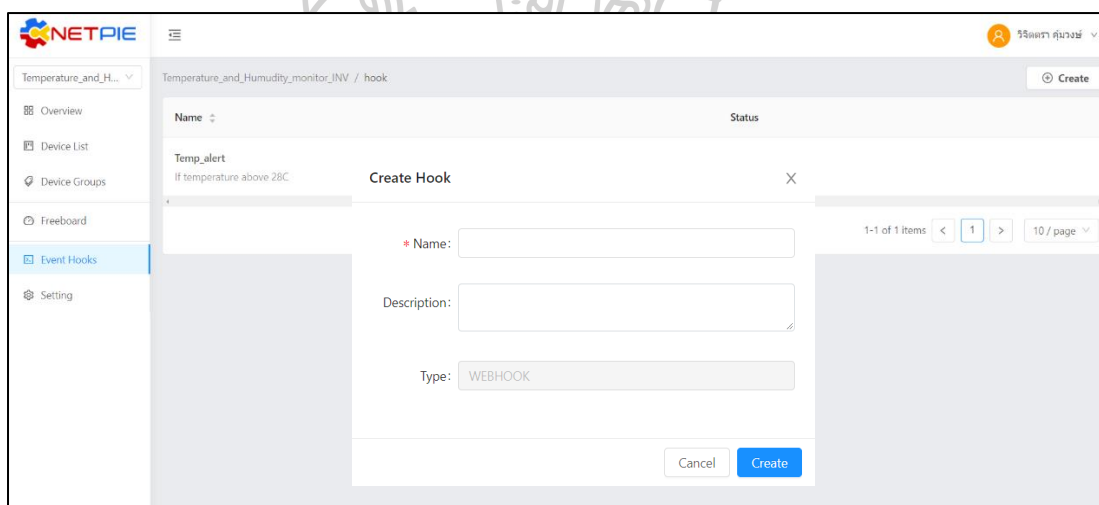 NETPIE
วิจิตตรา คุ่มวงษ์
Temperature_and_H...
Temperature_and_Humudity_monitor_INV / hook
Create
Overview
Device List
Device Groups
Freeboard
Event Hooks
Setting
Name
Status
Temp_alert
If temperature above 28C
1-1 of 1 items < 1 > 10 / page
Create Hook
* Name:
Description:
Type: WEBHOOK
Cancel Create